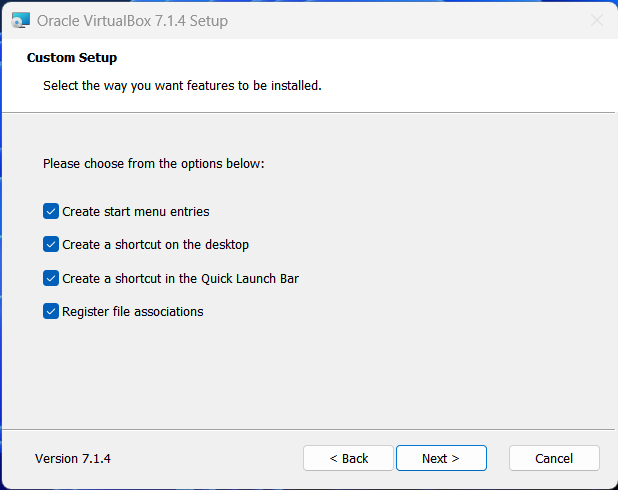 Oracle VirtualBox 7.1.4 Setup
Custom Setup
Select the way you want features to be installed.
Please choose from the options below:
Create start menu entries
Create a shortcut on the desktop
Create a shortcut in the Quick Launch Bar
Register file associations
Version 7.1.4
< Back
Next >
Cancel